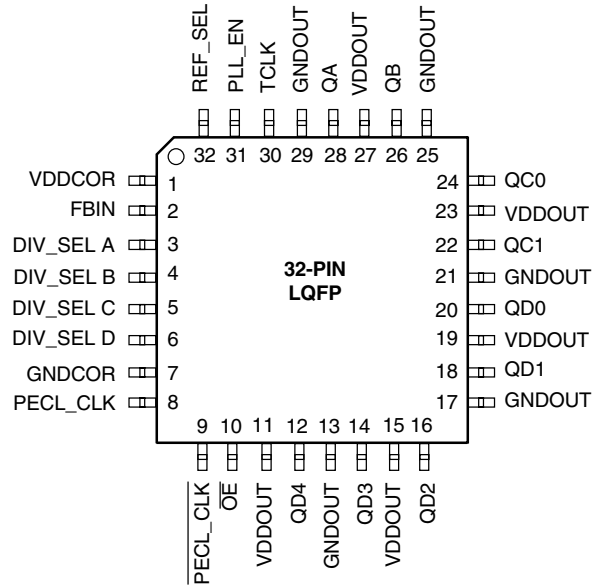 REF_SEL
PLL_EN
TCLK
GNDOUT
QA
VDDOUT
QB
GNDOUT
32 31 30 29 28 27 26 25
VDDCOR 1
FBIN 2
DIV_SEL A 3
DIV_SEL B 4
DIV_SEL C 5
DIV_SEL D 6
GNDCOR 7
PECL_CLK 8
32-PIN
LQFP
24 QC0
23 VDDOUT
22 QC1
21 GNDOUT
20 QD0
19 VDDOUT
18 QD1
17 GNDOUT
9 10 11 12 13 14 15 16
PECL_CLK
OE
VDDOUT
QD4
GNDOUT
QD3
VDDOUT
QD2